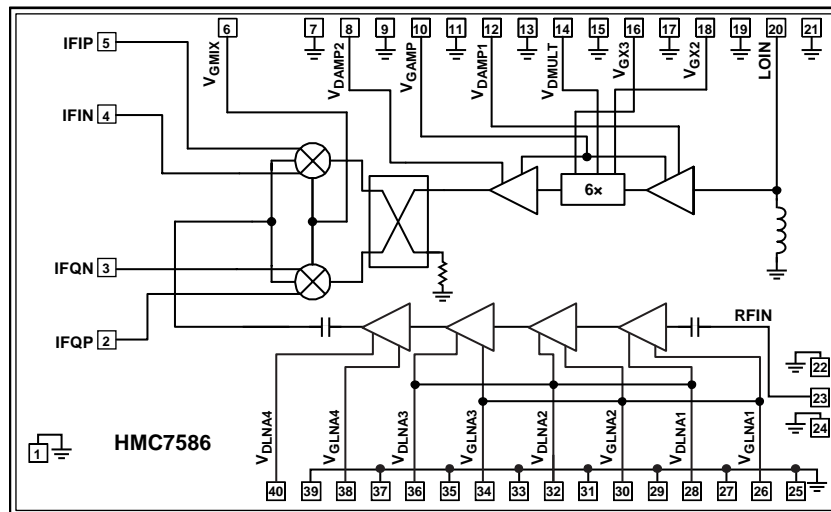 6
7
8
9
10
11
12
13
14
15
16
17
18
19
20
21
IFIP 5
VGMIX
VDAMP2
VGAMP
VDAMP1
VDMULT
VGX3
VGX2
LOIN
IFIN 4
6×
IFQN 3
IFQP 2
RFIN
22
23
24
HMC7586
1
VDLNA4
VGLNA4
VDLNA3
VGLNA3
VDLNA2
VGLNA2
VDLNA1
VGLNA1
40
39
38
37
36
35
34
33
32
31
30
29
28
27
26
25